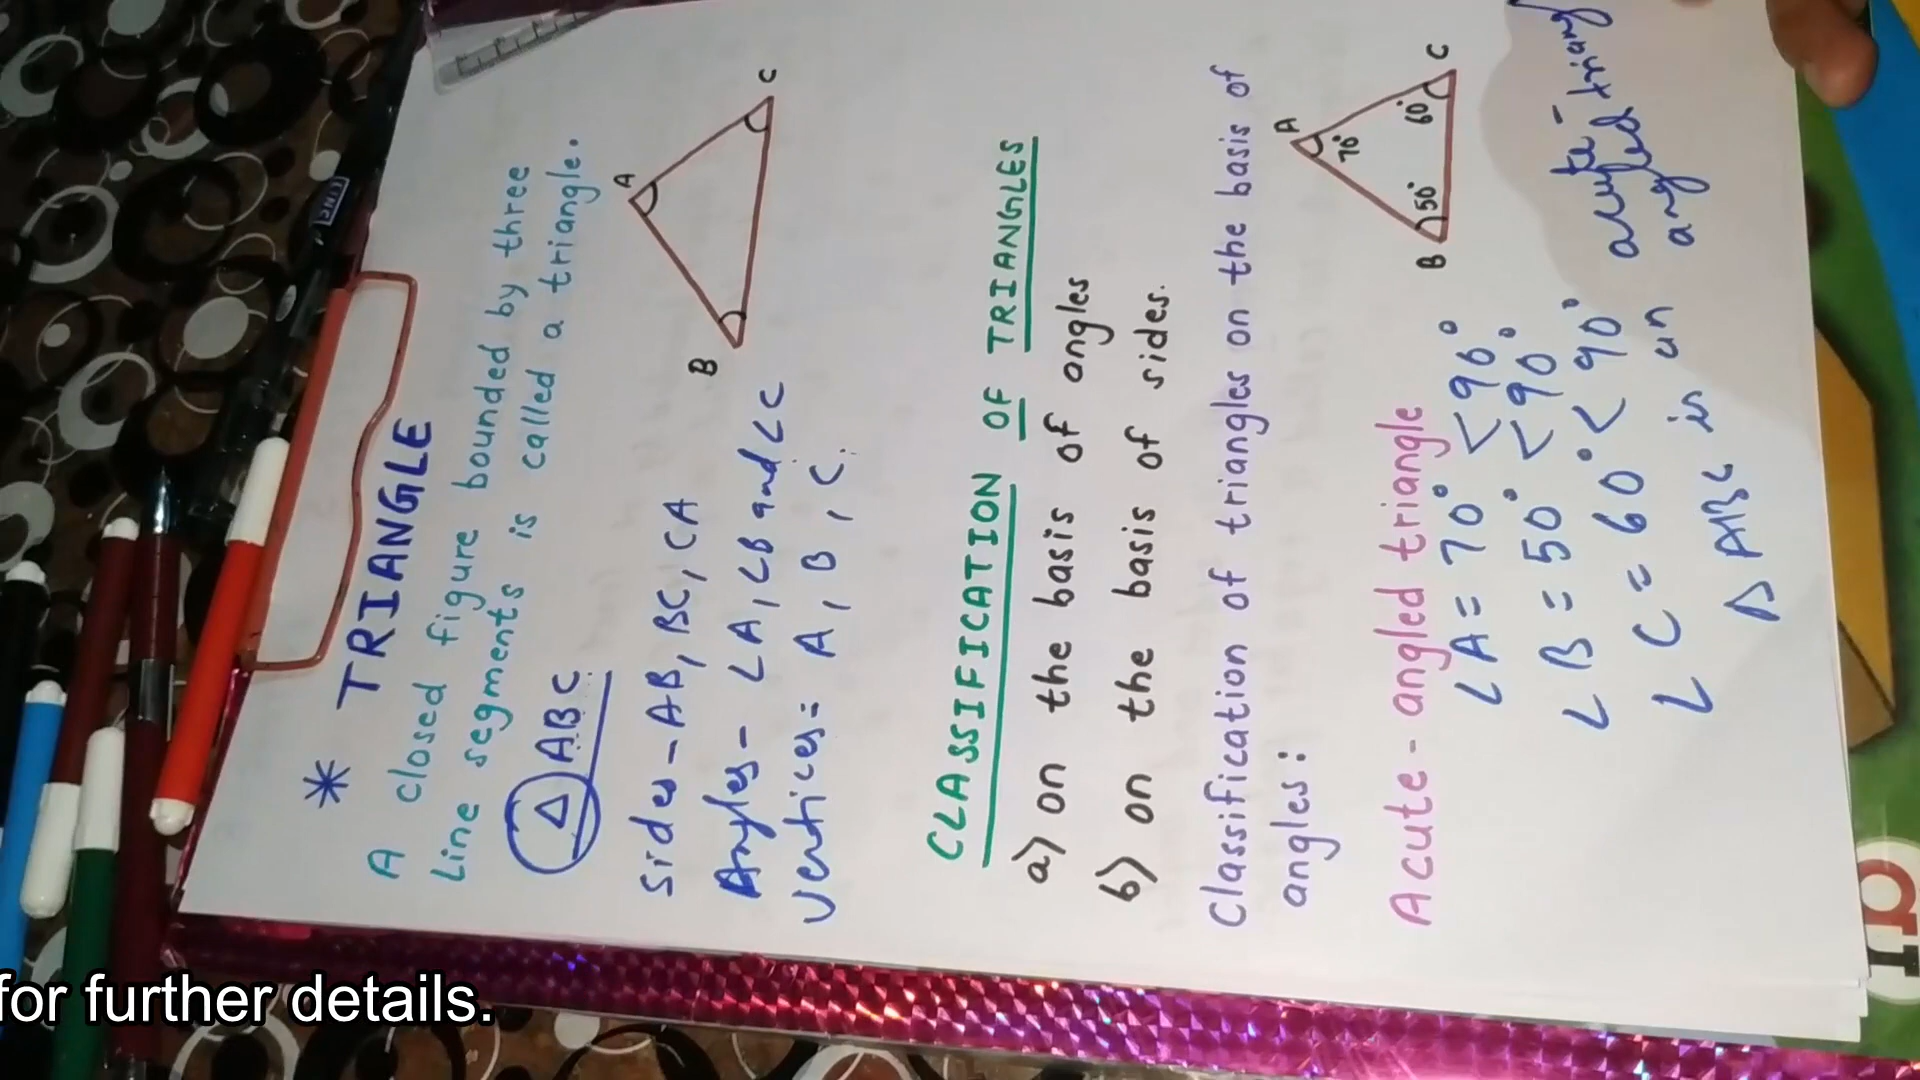 * TRIANGLE
A closed figure bounded by three
Line segments is called a triangle.
△ ABC
A
B
C
Sides - AB, BC, CA
Angles - ∠A, ∠B and ∠C
Vertices = A, B, C
CLASSIFICATION OF TRIANGLES
a) on the basis of angles
b) on the basis of sides.
Classification of triangles on the basis of
angles:
A
70°
B
50°
60°
C
Acute - angled triangle
∠A = 70° < 90°
∠B = 50° < 90°
∠C = 60° < 90°
△ ABC is an acute-
angled triang
for further details.